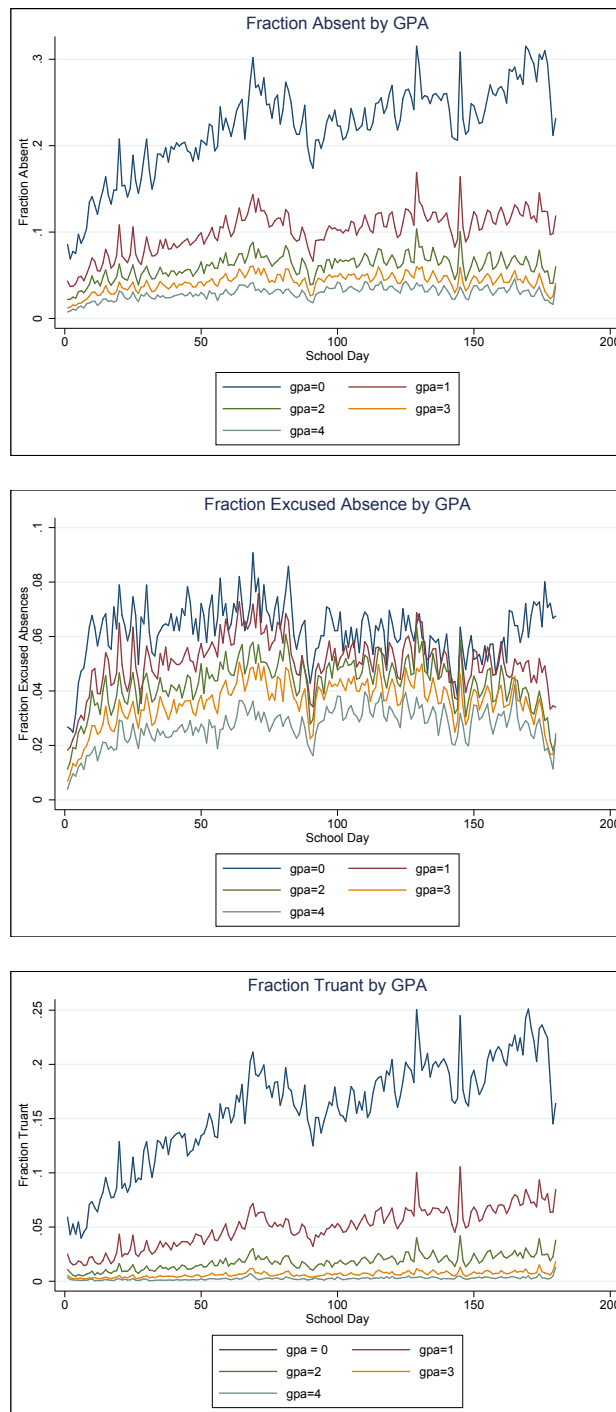 Fraction Absent by GPA
Fraction Absent
.3
.2
.1
0
0 50 100 150 200
School Day
gpa=0 gpa=1
gpa=2 gpa=3
gpa=4
Fraction Excused Absence by GPA
Fraction Excused Absences
.1
.08
.06
.04
.02
0
0 50 100 150 200
School Day
gpa=0 gpa=1
gpa=2 gpa=3
gpa=4
Fraction Truant by GPA
Fraction Truant
.25
.2
.15
.1
.05
0
0 50 100 150 200
School Day
gpa = 0 gpa=1
gpa=2 gpa=3
gpa=4